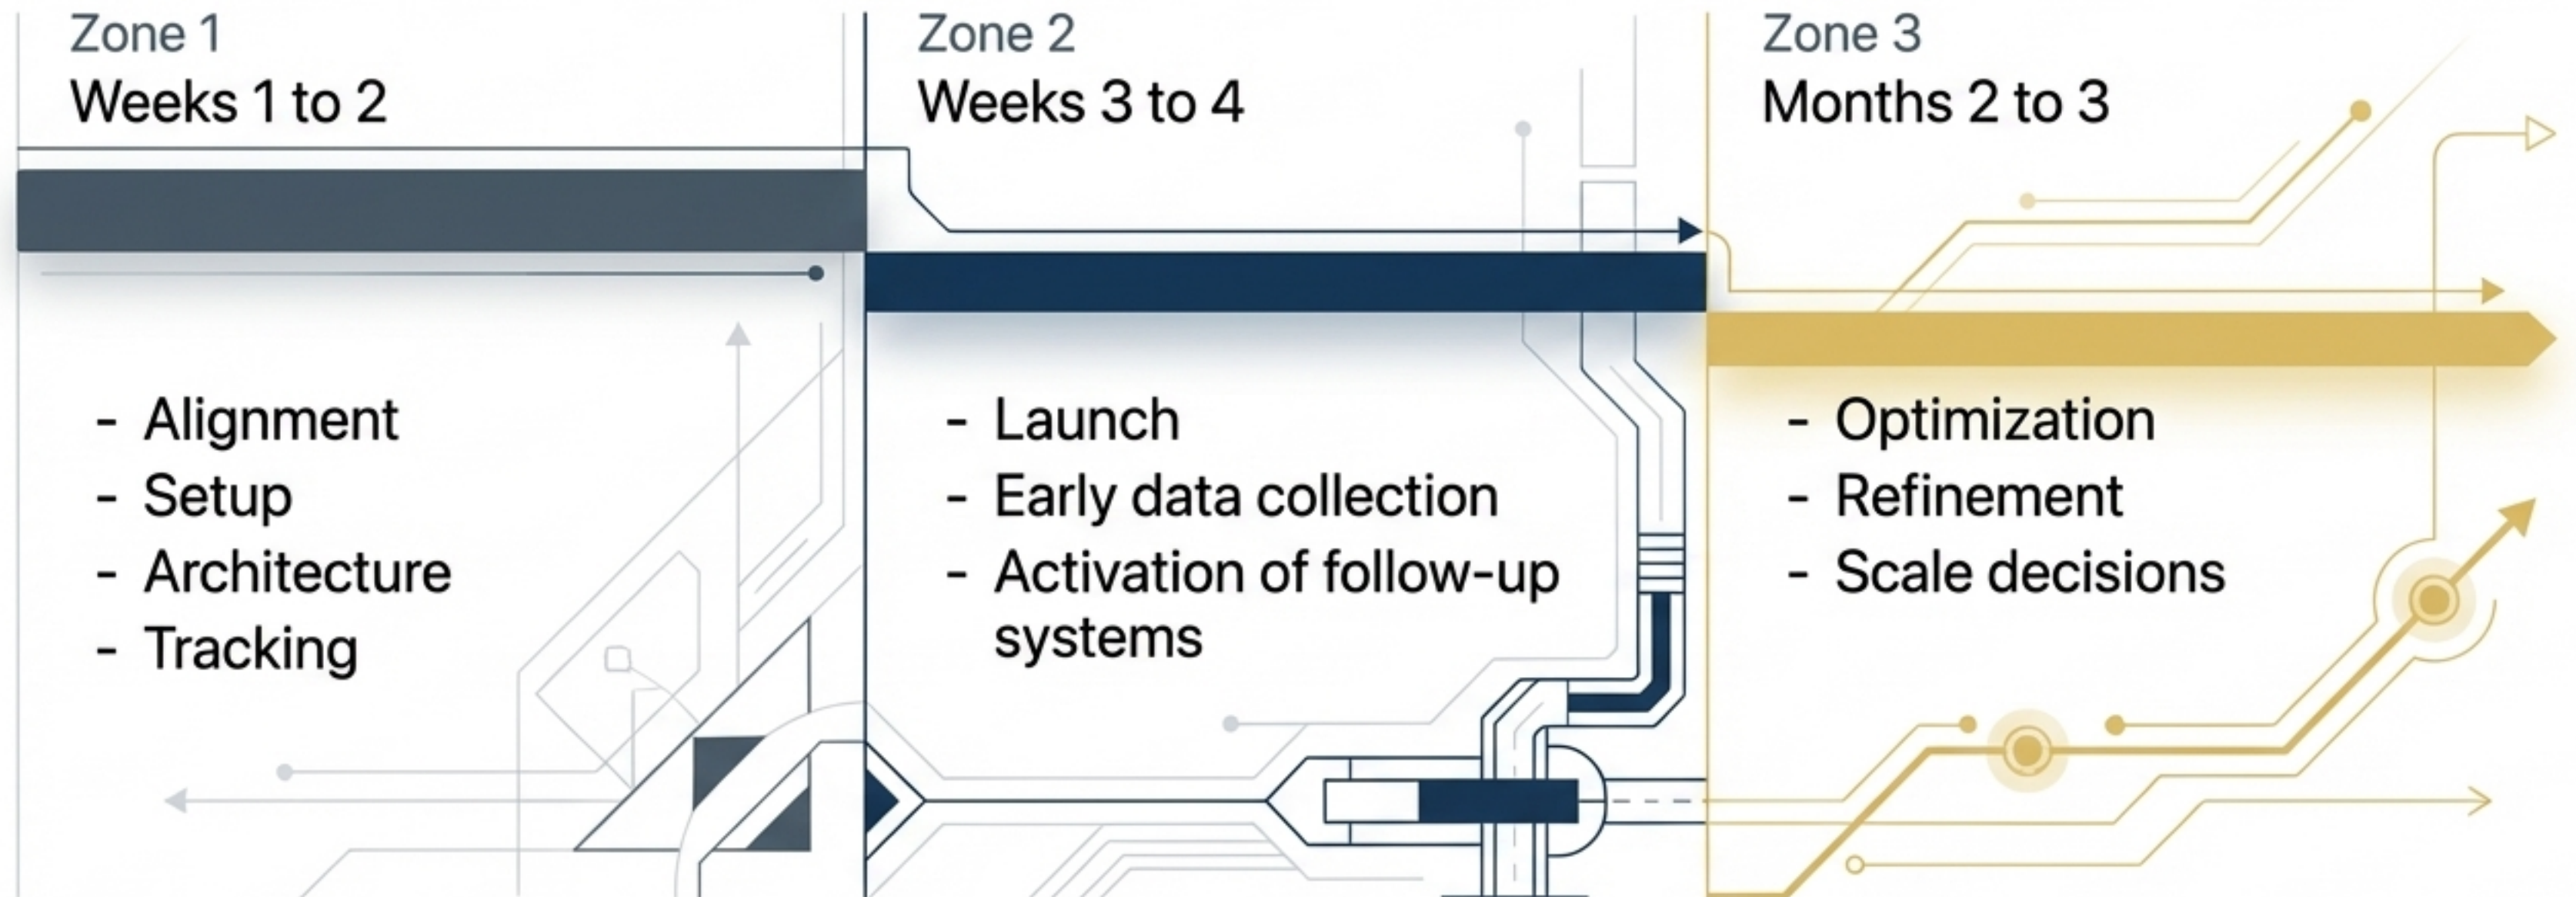 Zone 1
Weeks 1 to 2
- Alignment
- Setup
- Architecture
- Tracking
Zone 2
Weeks 3 to 4
- Launch
- Early data collection
- Activation of follow-up
systems
Zone 3
Months 2 to 3
- Optimization
- Refinement
- Scale decisions